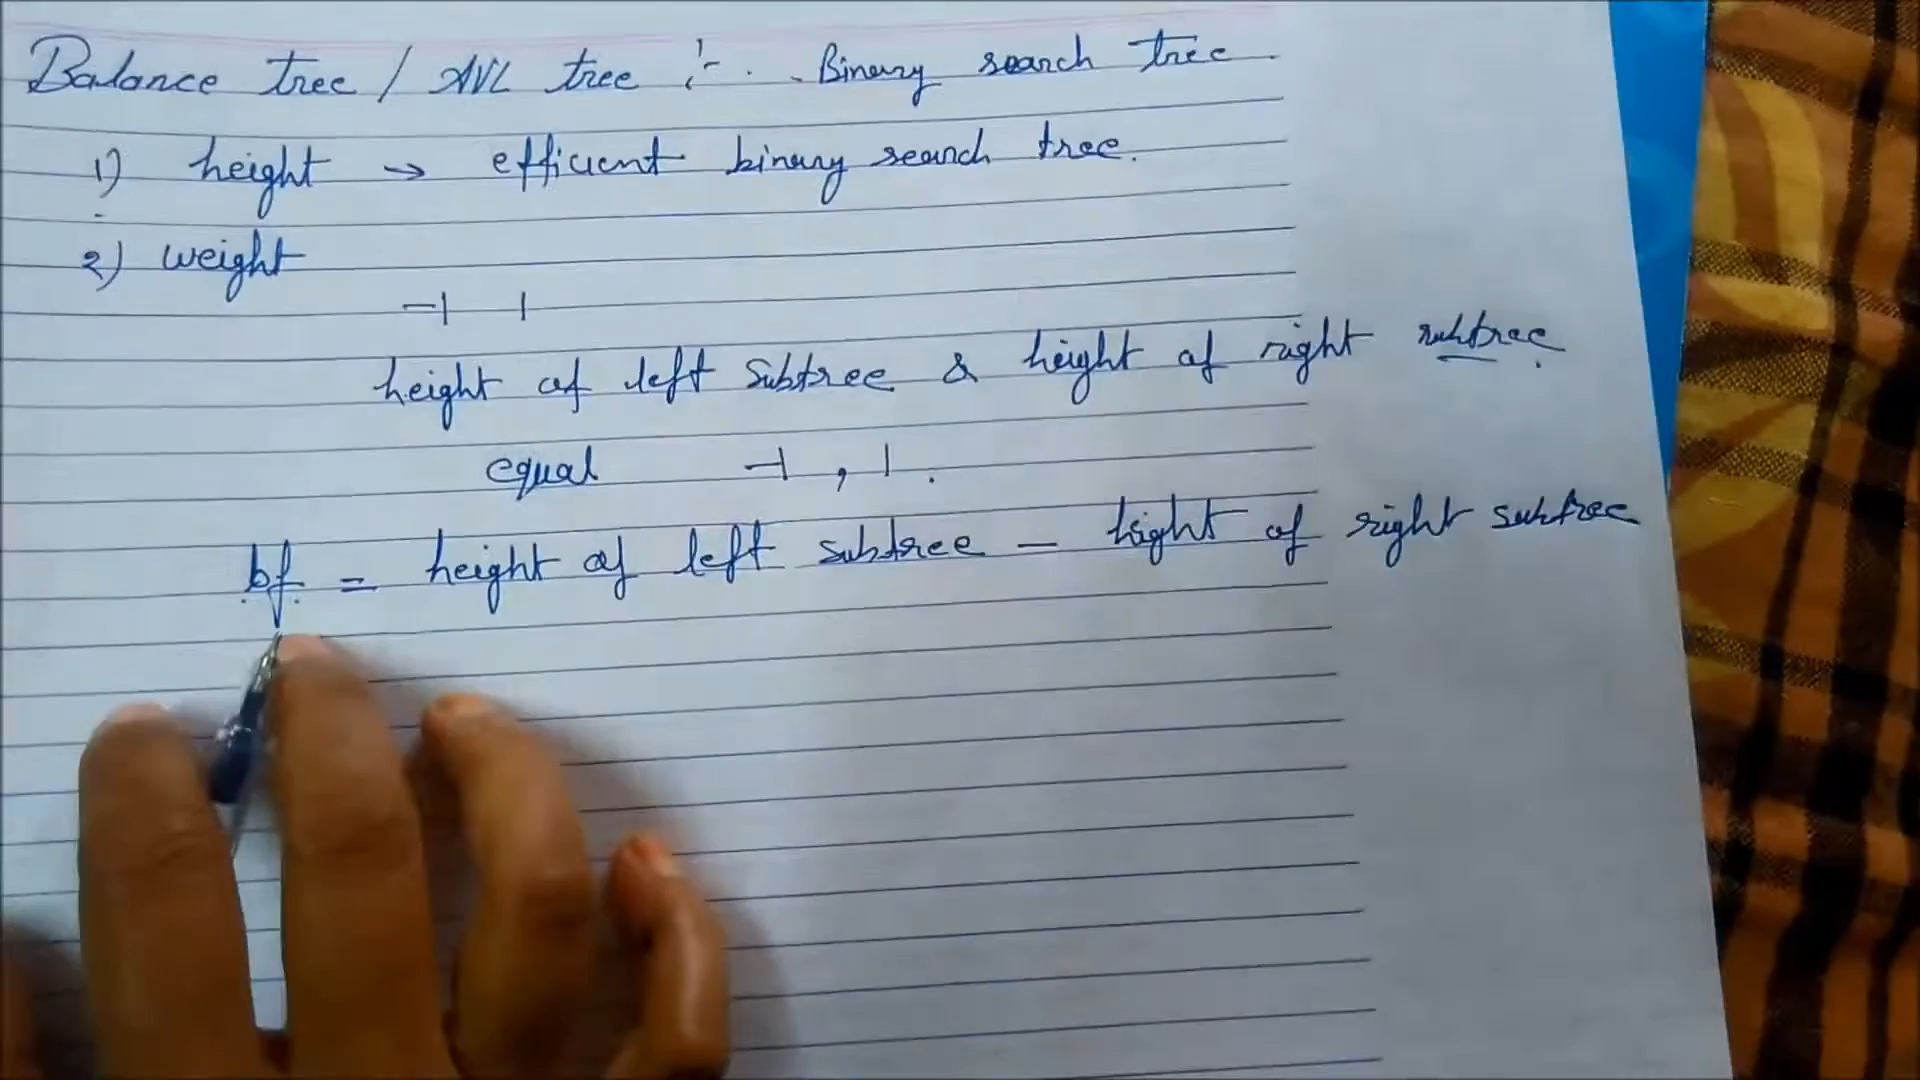 Balance tree / AVL tree :- . Binary search tree.
1) height → efficient binary search tree.
2) weight
-1 1
height of left Subtree & height of right subtree.
equal -1 , 1 .
bf = height of left subtree - hight of right subtree